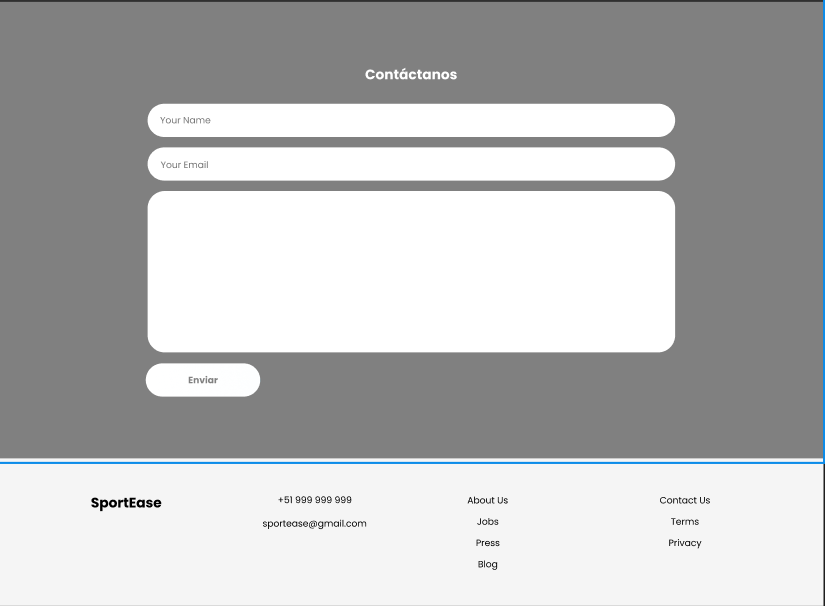 Contáctanos
Your Name
Your Email
Enviar
SportEase
+51 999 999 999
sportease@gmail.com
About Us
Jobs
Press
Blog
Contact Us
Terms
Privacy